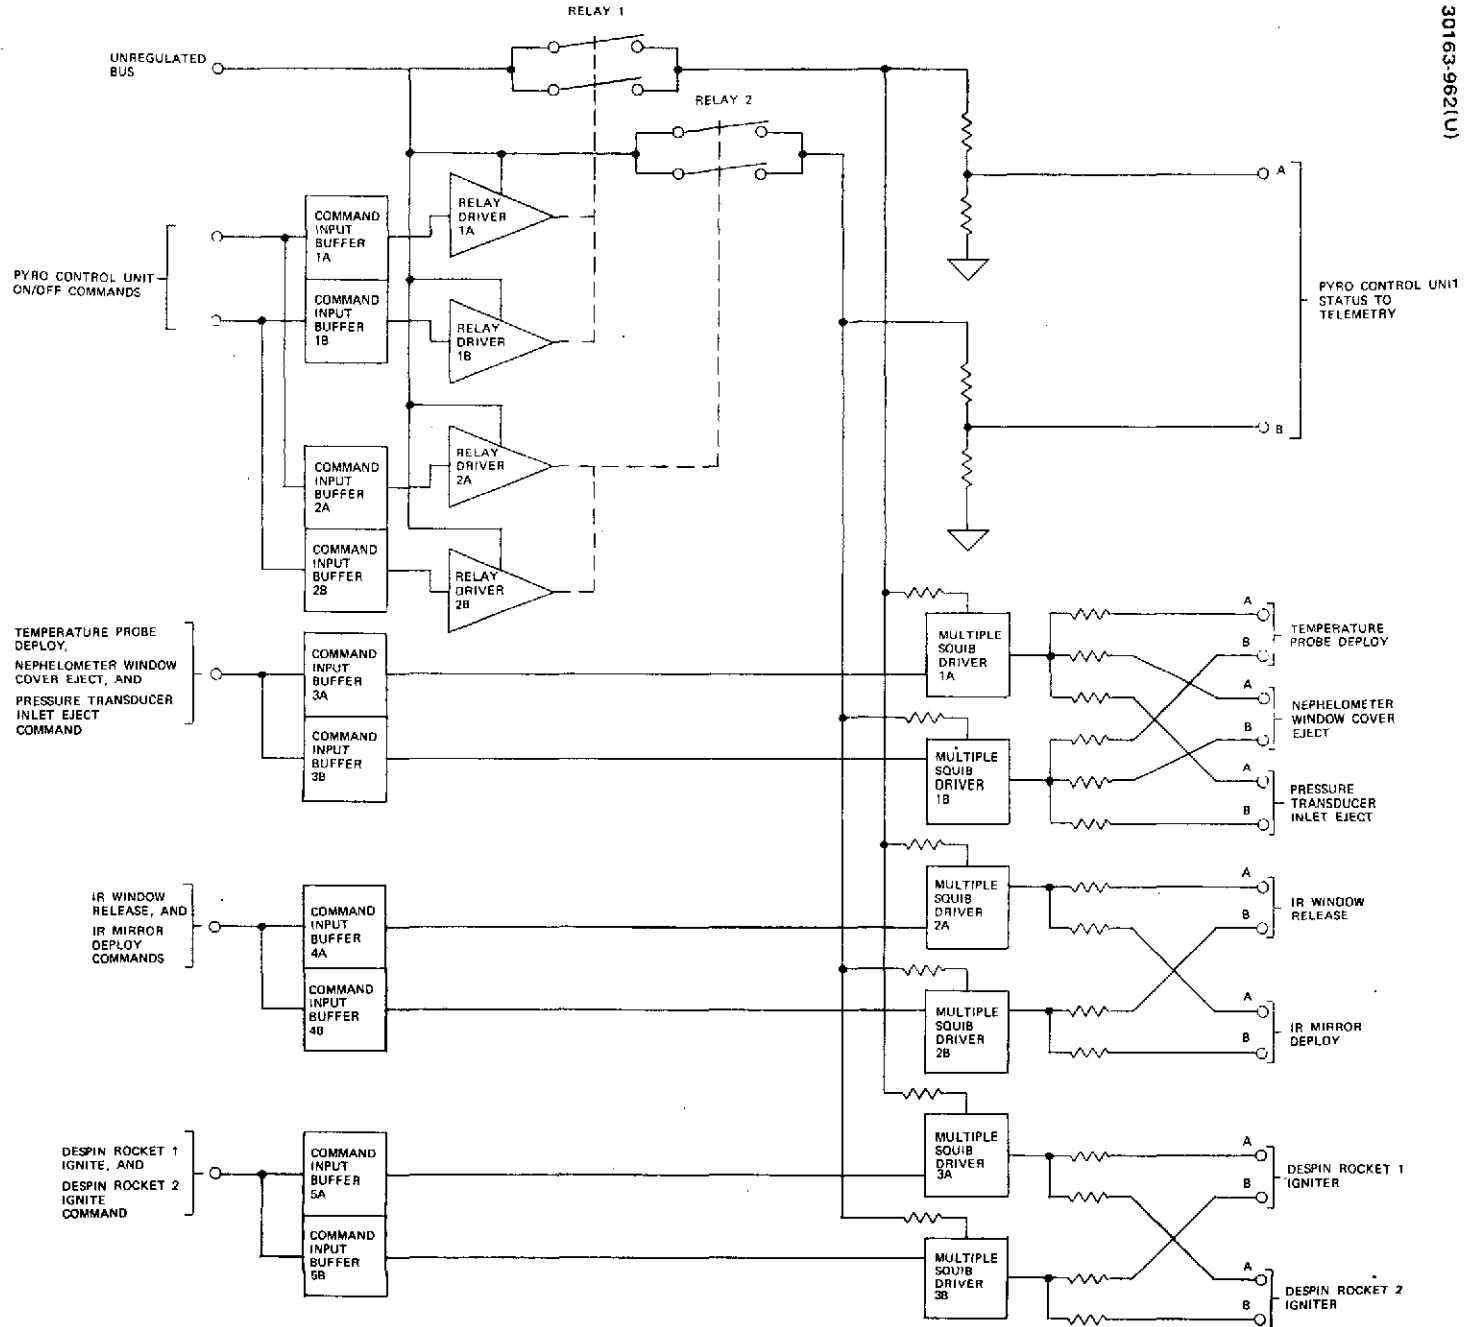 30163-962(U)
RELAY 1
UNREGULATED
BUS
RELAY 2
A
RELAY
DRIVER
1A
COMMAND
INPUT
BUFFER
1A
PYRO CONTROL UNIT
ON/OFF COMMANDS
COMMAND
INPUT
BUFFER
1B
RELAY
DRIVER
1B
PYRO CONTROL UNIT
STATUS TO
TELEMETRY
B
COMMAND
INPUT
BUFFER
2A
RELAY
DRIVER
2A
COMMAND
INPUT
BUFFER
2B
RELAY
DRIVER
2B
TEMPERATURE PROBE
DEPLOY,
NEPHELOMETER WINDOW
COVER EJECT, AND
PRESSURE TRANSDUCER
INLET EJECT
COMMAND
COMMAND
INPUT
BUFFER
3A
COMMAND
INPUT
BUFFER
3B
MULTIPLE
SQUIB
DRIVER
1A
MULTIPLE
SQUIB
DRIVER
1B
A
B
TEMPERATURE
PROBE DEPLOY
A
B
NEPHELOMETER
WINDOW COVER
EJECT
A
B
PRESSURE
TRANSDUCER
INLET EJECT
IR WINDOW
RELEASE, AND
IR MIRROR
DEPLOY
COMMANDS
COMMAND
INPUT
BUFFER
4A
COMMAND
INPUT
BUFFER
4B
MULTIPLE
SQUIB
DRIVER
2A
MULTIPLE
SQUIB
DRIVER
2B
A
B
IR WINDOW
RELEASE
A
B
IR MIRROR
DEPLOY
DESPIN ROCKET 1
IGNITE, AND
DESPIN ROCKET 2
IGNITE
COMMAND
COMMAND
INPUT
BUFFER
5A
COMMAND
INPUT
BUFFER
5B
MULTIPLE
SQUIB
DRIVER
3A
MULTIPLE
SQUIB
DRIVER
3B
A
B
DESPIN ROCKET 1
IGNITER
A
B
DESPIN ROCKET 2
IGNITER